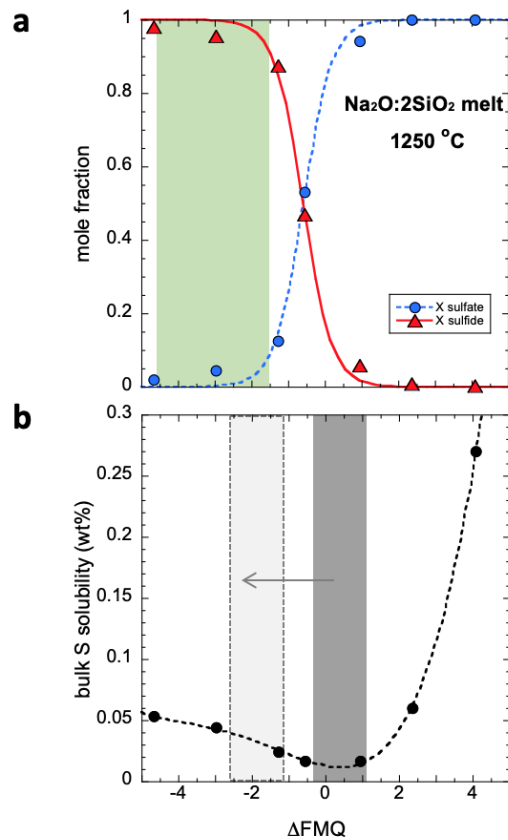 a
1
0.8
0.6
0.4
0.2
0
mole fraction
Na₂O:2SiO₂ melt
1250 °C
X sulfate
X sulfide
b
0.3
0.25
0.2
0.15
0.1
0.05
0
bulk S solubility (wt%)
-4 -2 0 2 4
ΔFMQ